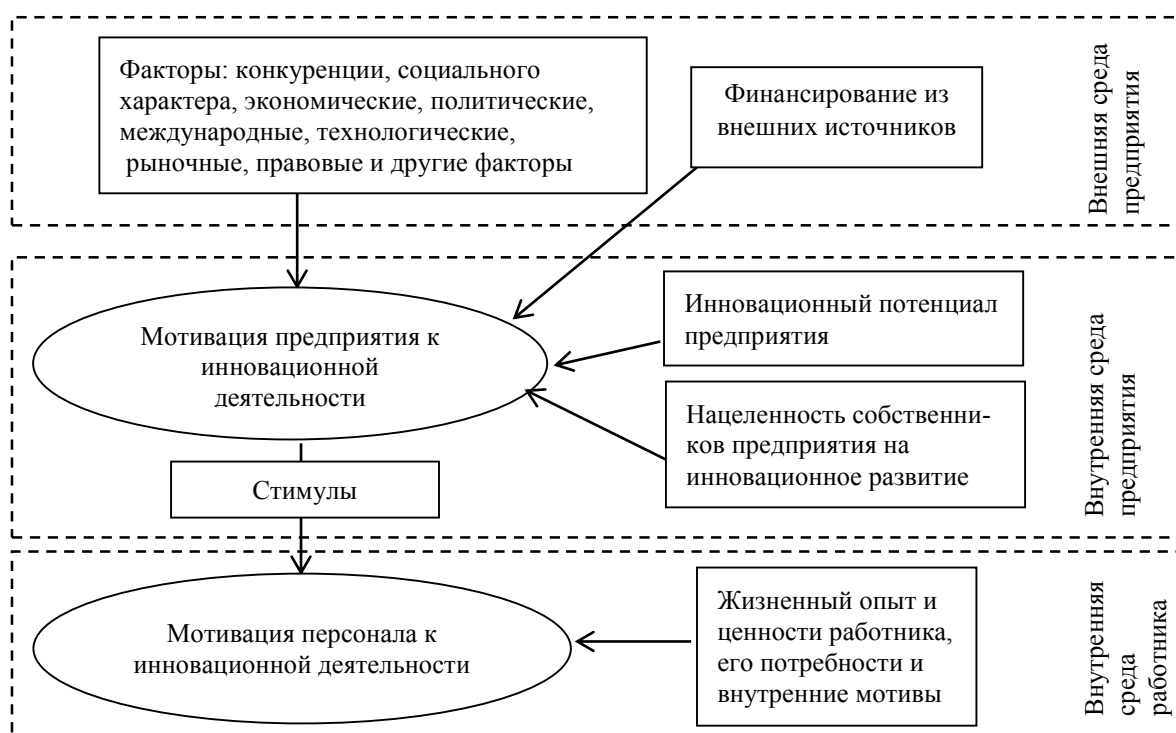 Факторы: конкуренции, социального
характера, экономические, политические,
международные, технологические,
рыночные, правовые и другие факторы
Финансирование из
внешних источников
Внешняя среда
предприятия
Мотивация предприятия к
инновационной
деятельности
Инновационный потенциал
предприятия
Нацеленность собственни-
ков предприятия на
инновационное развитие
Стимулы
Внутренняя среда
предприятия
Мотивация персонала к
инновационной деятельности
Жизненный опыт и
ценности работника,
его потребности и
внутренние мотивы
Внутренняя
среда
работника